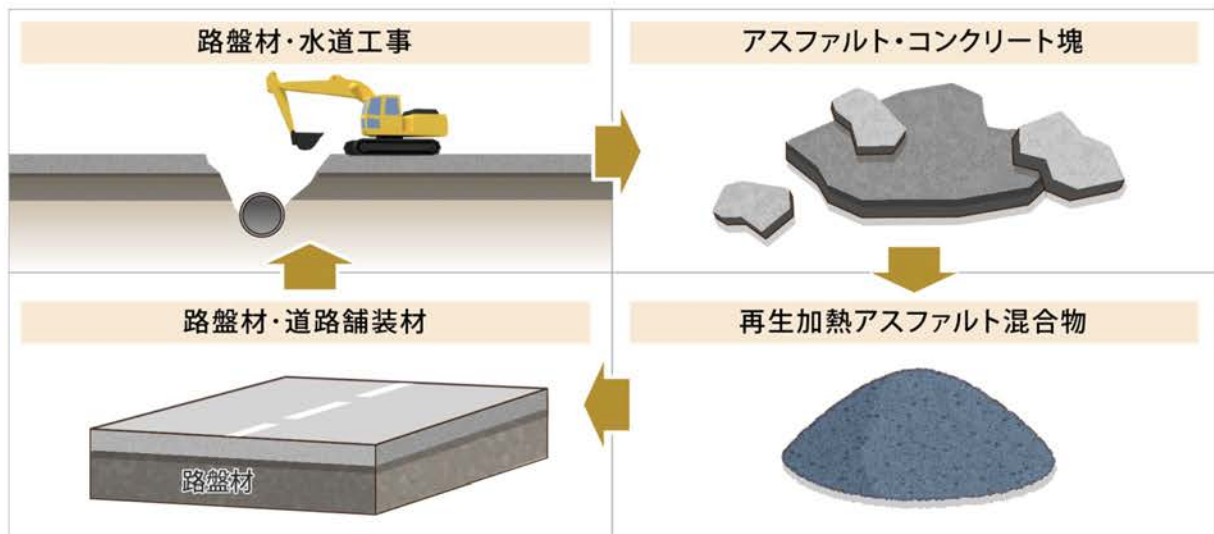 路盤材・水道工事
アスファルト・コンクリート塊
路盤材・道路舗装材
再生加熱アスファルト混合物
路盤材